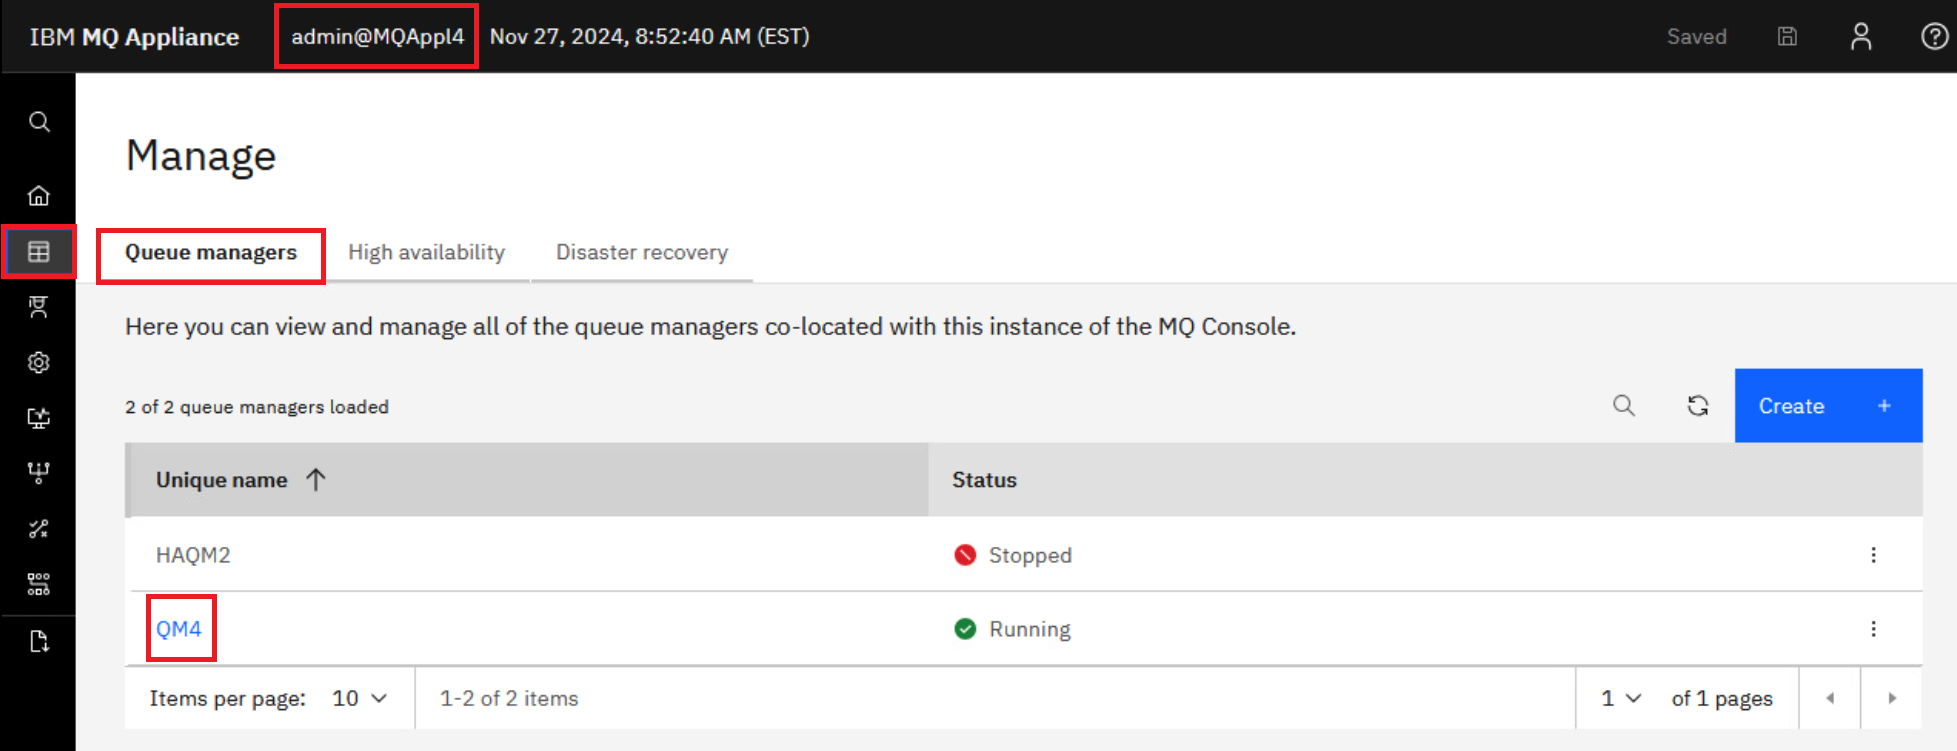 IBM MQ Appliance admin@MQAppl4 Nov 27, 2024, 8:52:40 AM (EST) Saved
Manage
Queue managers High availability Disaster recovery
Here you can view and manage all of the queue managers co-located with this instance of the MQ Console.
2 of 2 queue managers loaded Create +
Unique name ↑ Status
HAQM2 Stopped
QM4 Running
Items per page: 10 1-2 of 2 items 1 of 1 pages